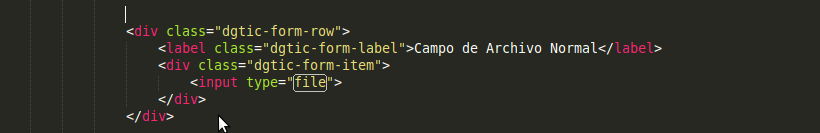 <div class="dgtic-form-row">
<label class="dgtic-form-label">Campo de Archivo Normal</label>
<div class="dgtic-form-item">
<input type="file">
</div>
</div>